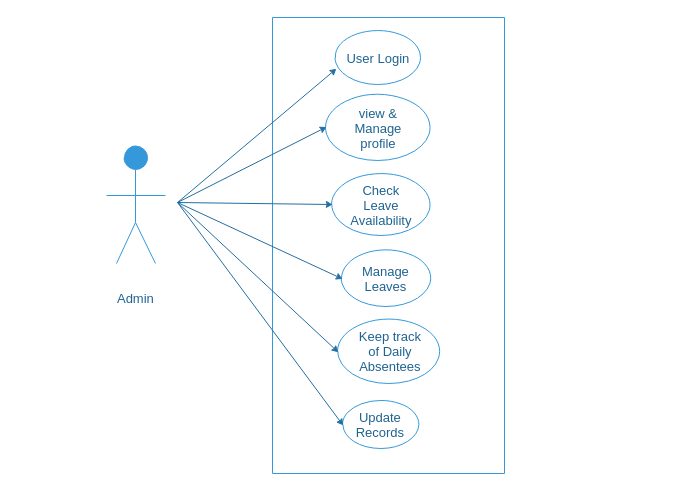 User Login
view &
Manage
profile
Check
Leave
Availability
Manage
Leaves
Admin
Keep track
of Daily
Absentees
Update
Records